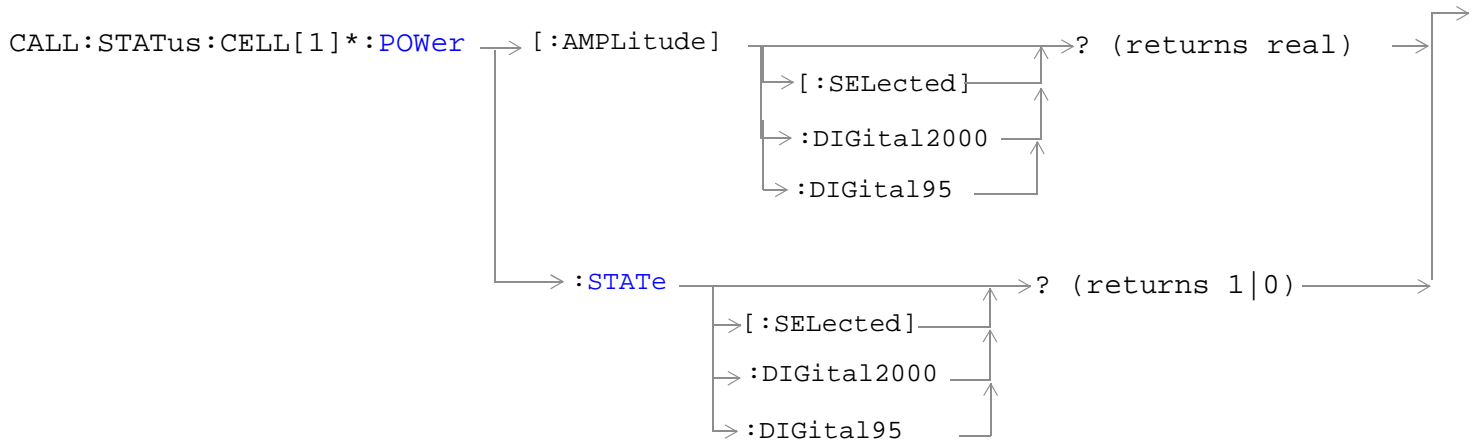 CALL:STATus:CELL[1]*:POWer [:AMPLitude] ? (returns real)
[:SELected]
:DIGital2000
:DIGital95
:STATe ? (returns 1|0)
[:SELected]
:DIGital2000
:DIGital95